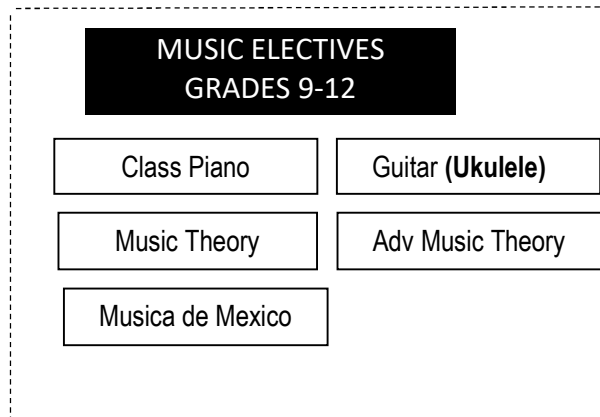 MUSIC ELECTIVES
GRADES 9-12
Class Piano
Guitar (Ukulele)
Music Theory
Adv Music Theory
Musica de Mexico